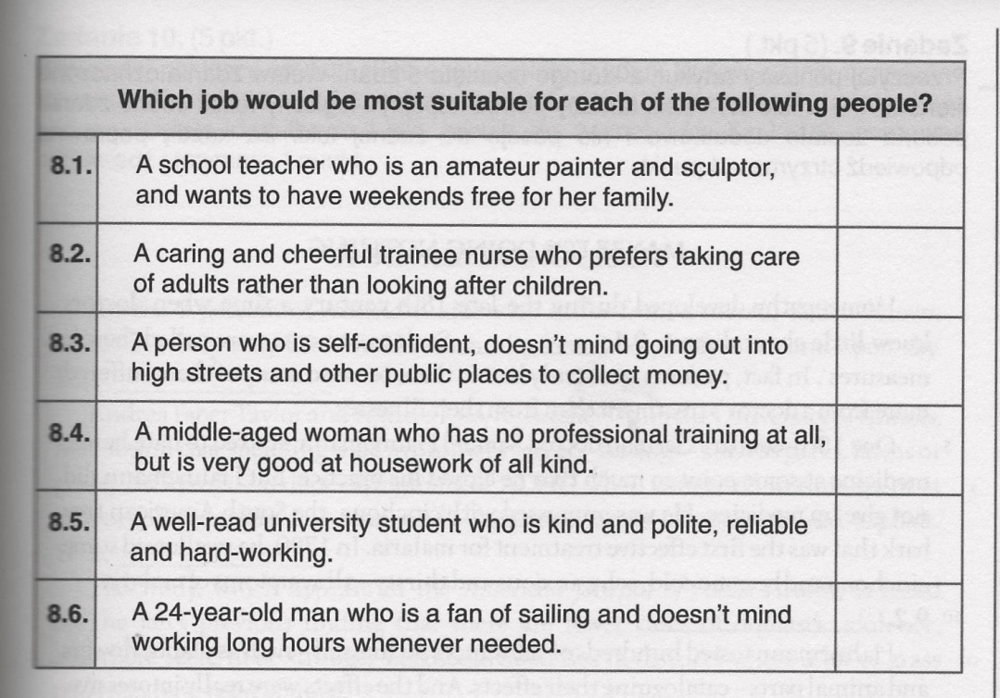 Which job would be most suitable for each of the following people?
8.1. A school teacher who is an amateur painter and sculptor,
and wants to have weekends free for her family.
8.2. A caring and cheerful trainee nurse who prefers taking care
of adults rather than looking after children.
8.3. A person who is self-confident, doesn't mind going out into
high streets and other public places to collect money.
8.4. A middle-aged woman who has no professional training at all,
but is very good at housework of all kind.
8.5. A well-read university student who is kind and polite, reliable
and hard-working.
8.6. A 24-year-old man who is a fan of sailing and doesn't mind
working long hours whenever needed.